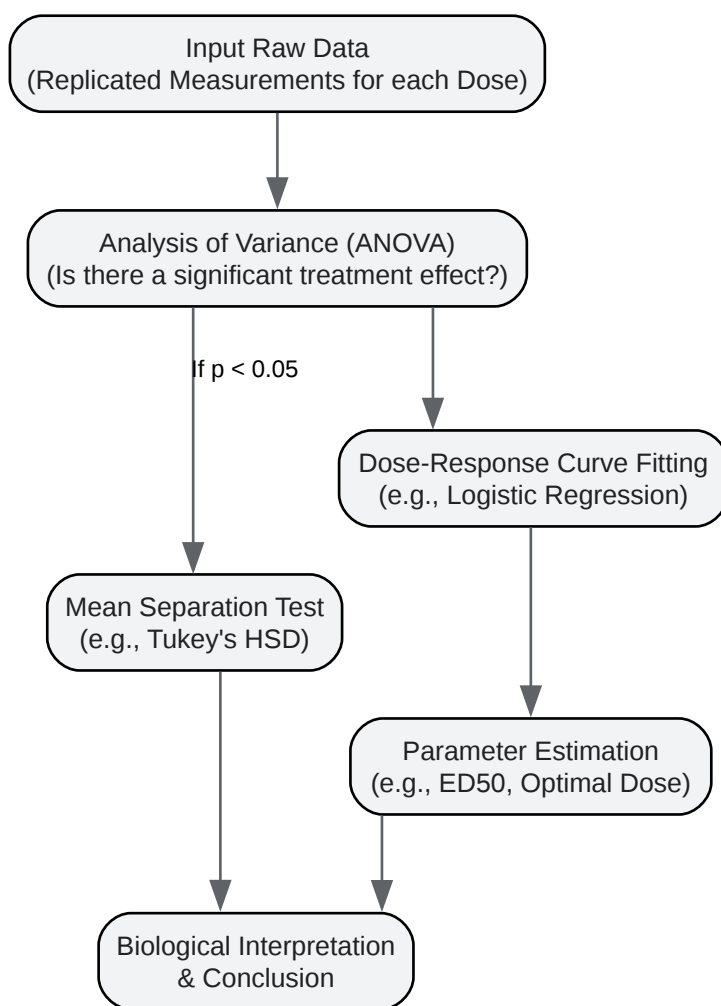 Input Raw Data
(Replicated Measurements for each Dose)
Analysis of Variance (ANOVA)
(Is there a significant treatment effect?)
If p < 0.05
Dose-Response Curve Fitting
(e.g., Logistic Regression)
Mean Separation Test
(e.g., Tukey's HSD)
Parameter Estimation
(e.g., ED50, Optimal Dose)
Biological Interpretation
& Conclusion